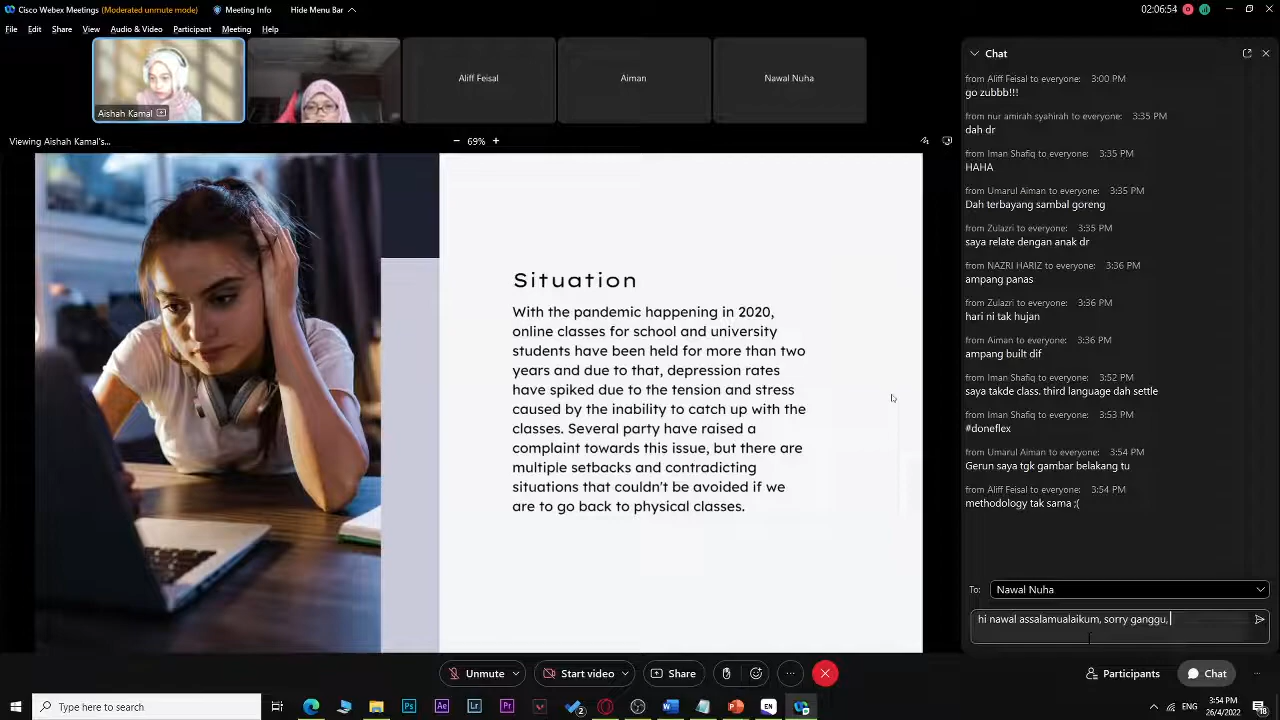 Cisco Webex Meetings (Moderated unmute mode) Meeting Info Hide Menu Bar 02:06:54
File Edit Share View Audio & Video Participant Meeting Help
Aishah Kamal
Aliff Feisal
Aiman
Nawal Nuha
Viewing Aishah Kamal's...
− 69% +
Situation
With the pandemic happening in 2020,
online classes for school and university
students have been held for more than two
years and due to that, depression rates
have spiked due to the tension and stress
caused by the inability to catch up with the
classes. Several party have raised a
complaint towards this issue, but there are
multiple setbacks and contradicting
situations that couldn't be avoided if we
are to go back to physical classes.
Chat
from Aliff Feisal to everyone: 3:00 PM
go zubbb!!!
from nur amirah syahirah to everyone: 3:35 PM
dah dr
from Iman Shafiq to everyone: 3:35 PM
HAHA
from Umarul Aiman to everyone: 3:35 PM
Dah terbayang sambal goreng
from Zulazri to everyone: 3:35 PM
saya relate dengan anak dr
from NAZRI HARIZ to everyone: 3:36 PM
ampang panas
from Zulazri to everyone: 3:36 PM
hari ni tak hujan
from Aiman to everyone: 3:36 PM
ampang built dif
from Iman Shafiq to everyone: 3:52 PM
saya takde class. third language dah settle
from Iman Shafiq to everyone: 3:53 PM
#doneflex
from Umarul Aiman to everyone: 3:54 PM
Gerun saya tgk gambar belakang tu
from Aliff Feisal to everyone: 3:54 PM
methodology tak sama ;(
To: Nawal Nuha
hi nawal assalamualaikum, sorry ganggu,
Unmute Start video Share ... Participants Chat ...
Type here to search
Ps Ae Lr Pr 2 EN
ENG 3:54 PM
26/4/2022